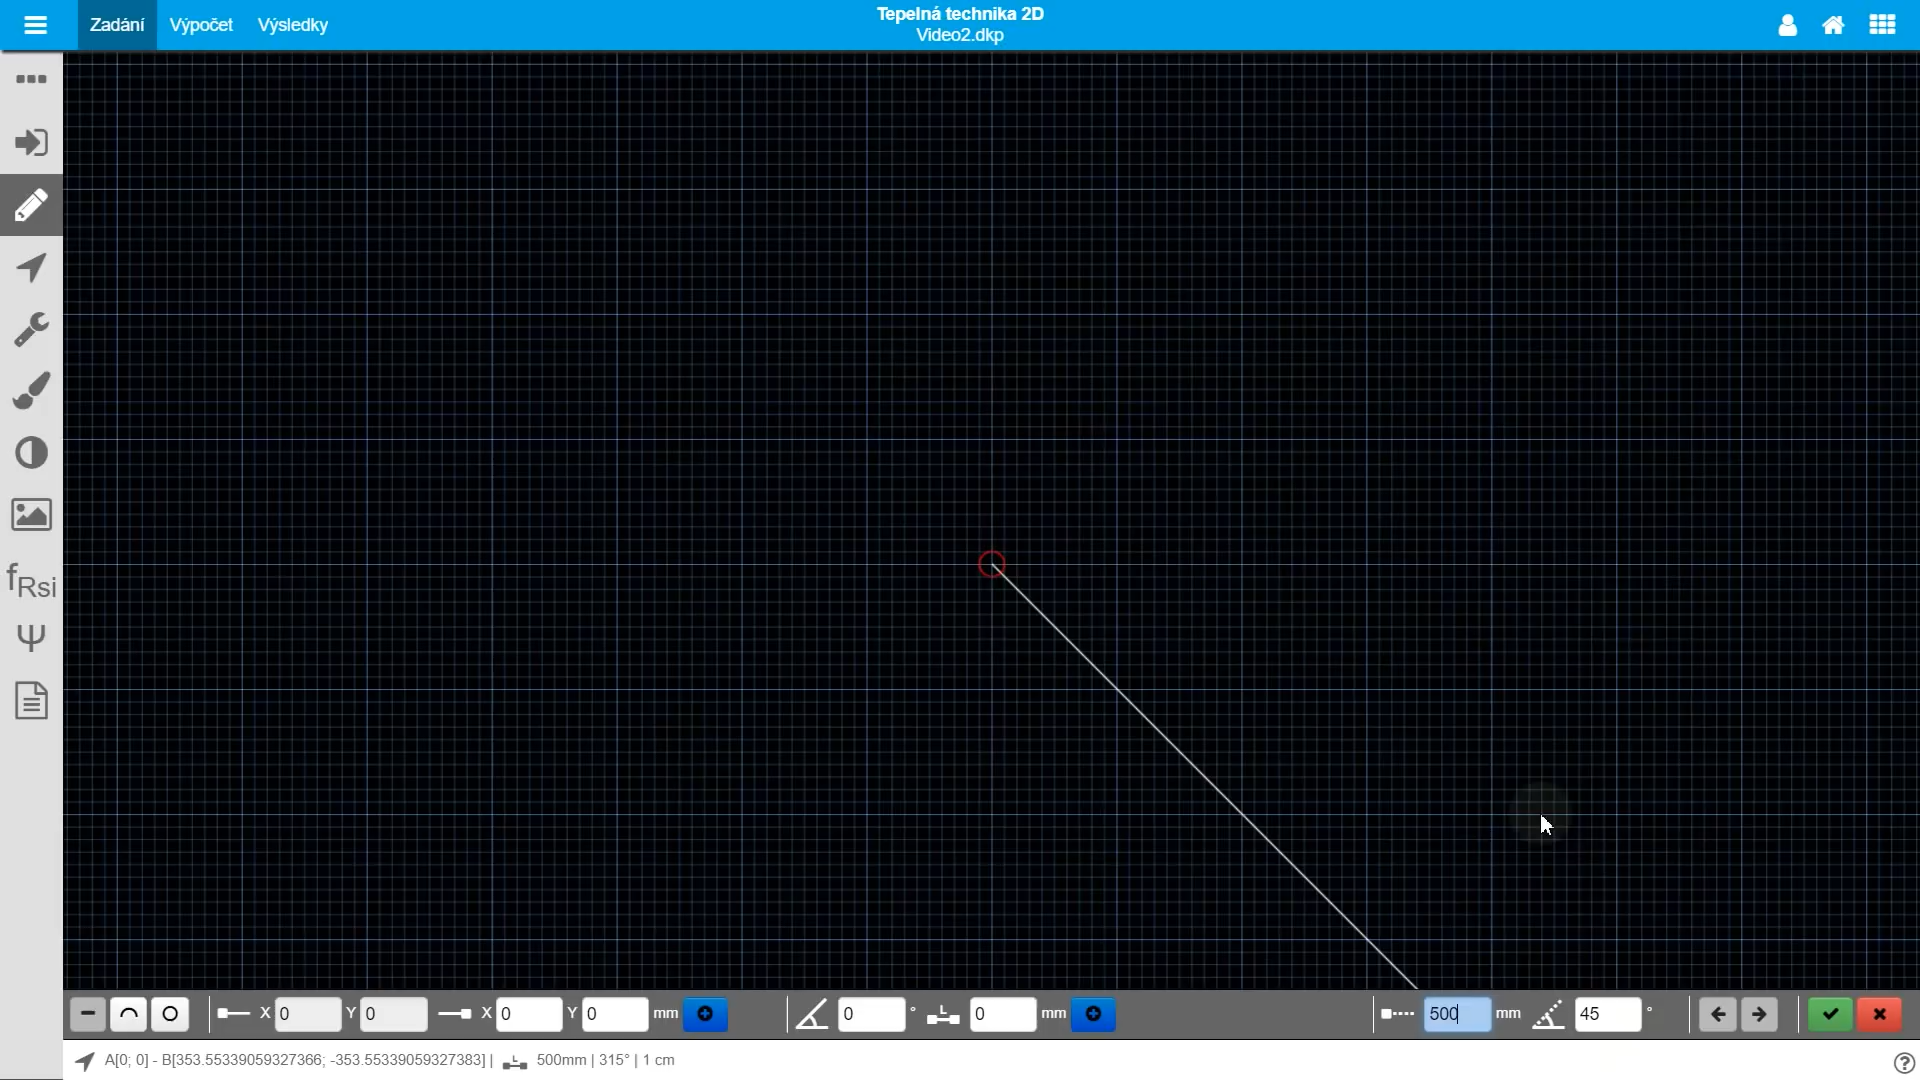 Zadání Výpočet Výsledky
Tepelná technika 2D
Video2.dkp
fRsi
Ψ
X 0 Y 0 X 0 Y 0 mm 0 ° L 0 mm 500 mm 45 °
A[0; 0] - B[353.55339059327366; -353.55339059327383] | L 500mm | 315° | 1 cm
?